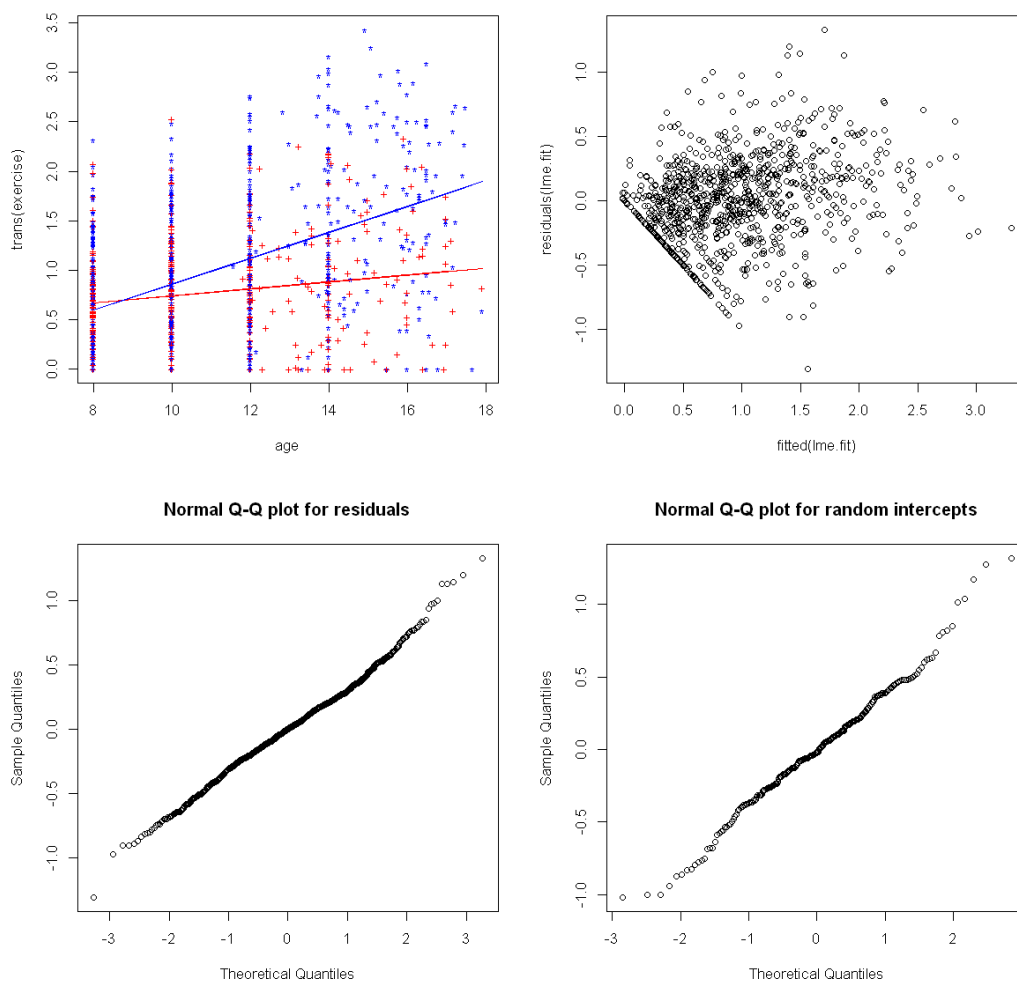 3.5
3.0
2.5
2.0
1.5
1.0
0.5
0.0
trans(exercise)
8 10 12 14 16 18
age
1.0
0.5
0.0
-0.5
-1.0
residuals(lme.fit)
0.0 0.5 1.0 1.5 2.0 2.5 3.0
fitted(lme.fit)
Normal Q-Q plot for residuals
1.0
0.5
0.0
-0.5
-1.0
Sample Quantiles
-3 -2 -1 0 1 2 3
Theoretical Quantiles
Normal Q-Q plot for random intercepts
1.0
0.5
0.0
-0.5
-1.0
Sample Quantiles
-3 -2 -1 0 1 2
Theoretical Quantiles